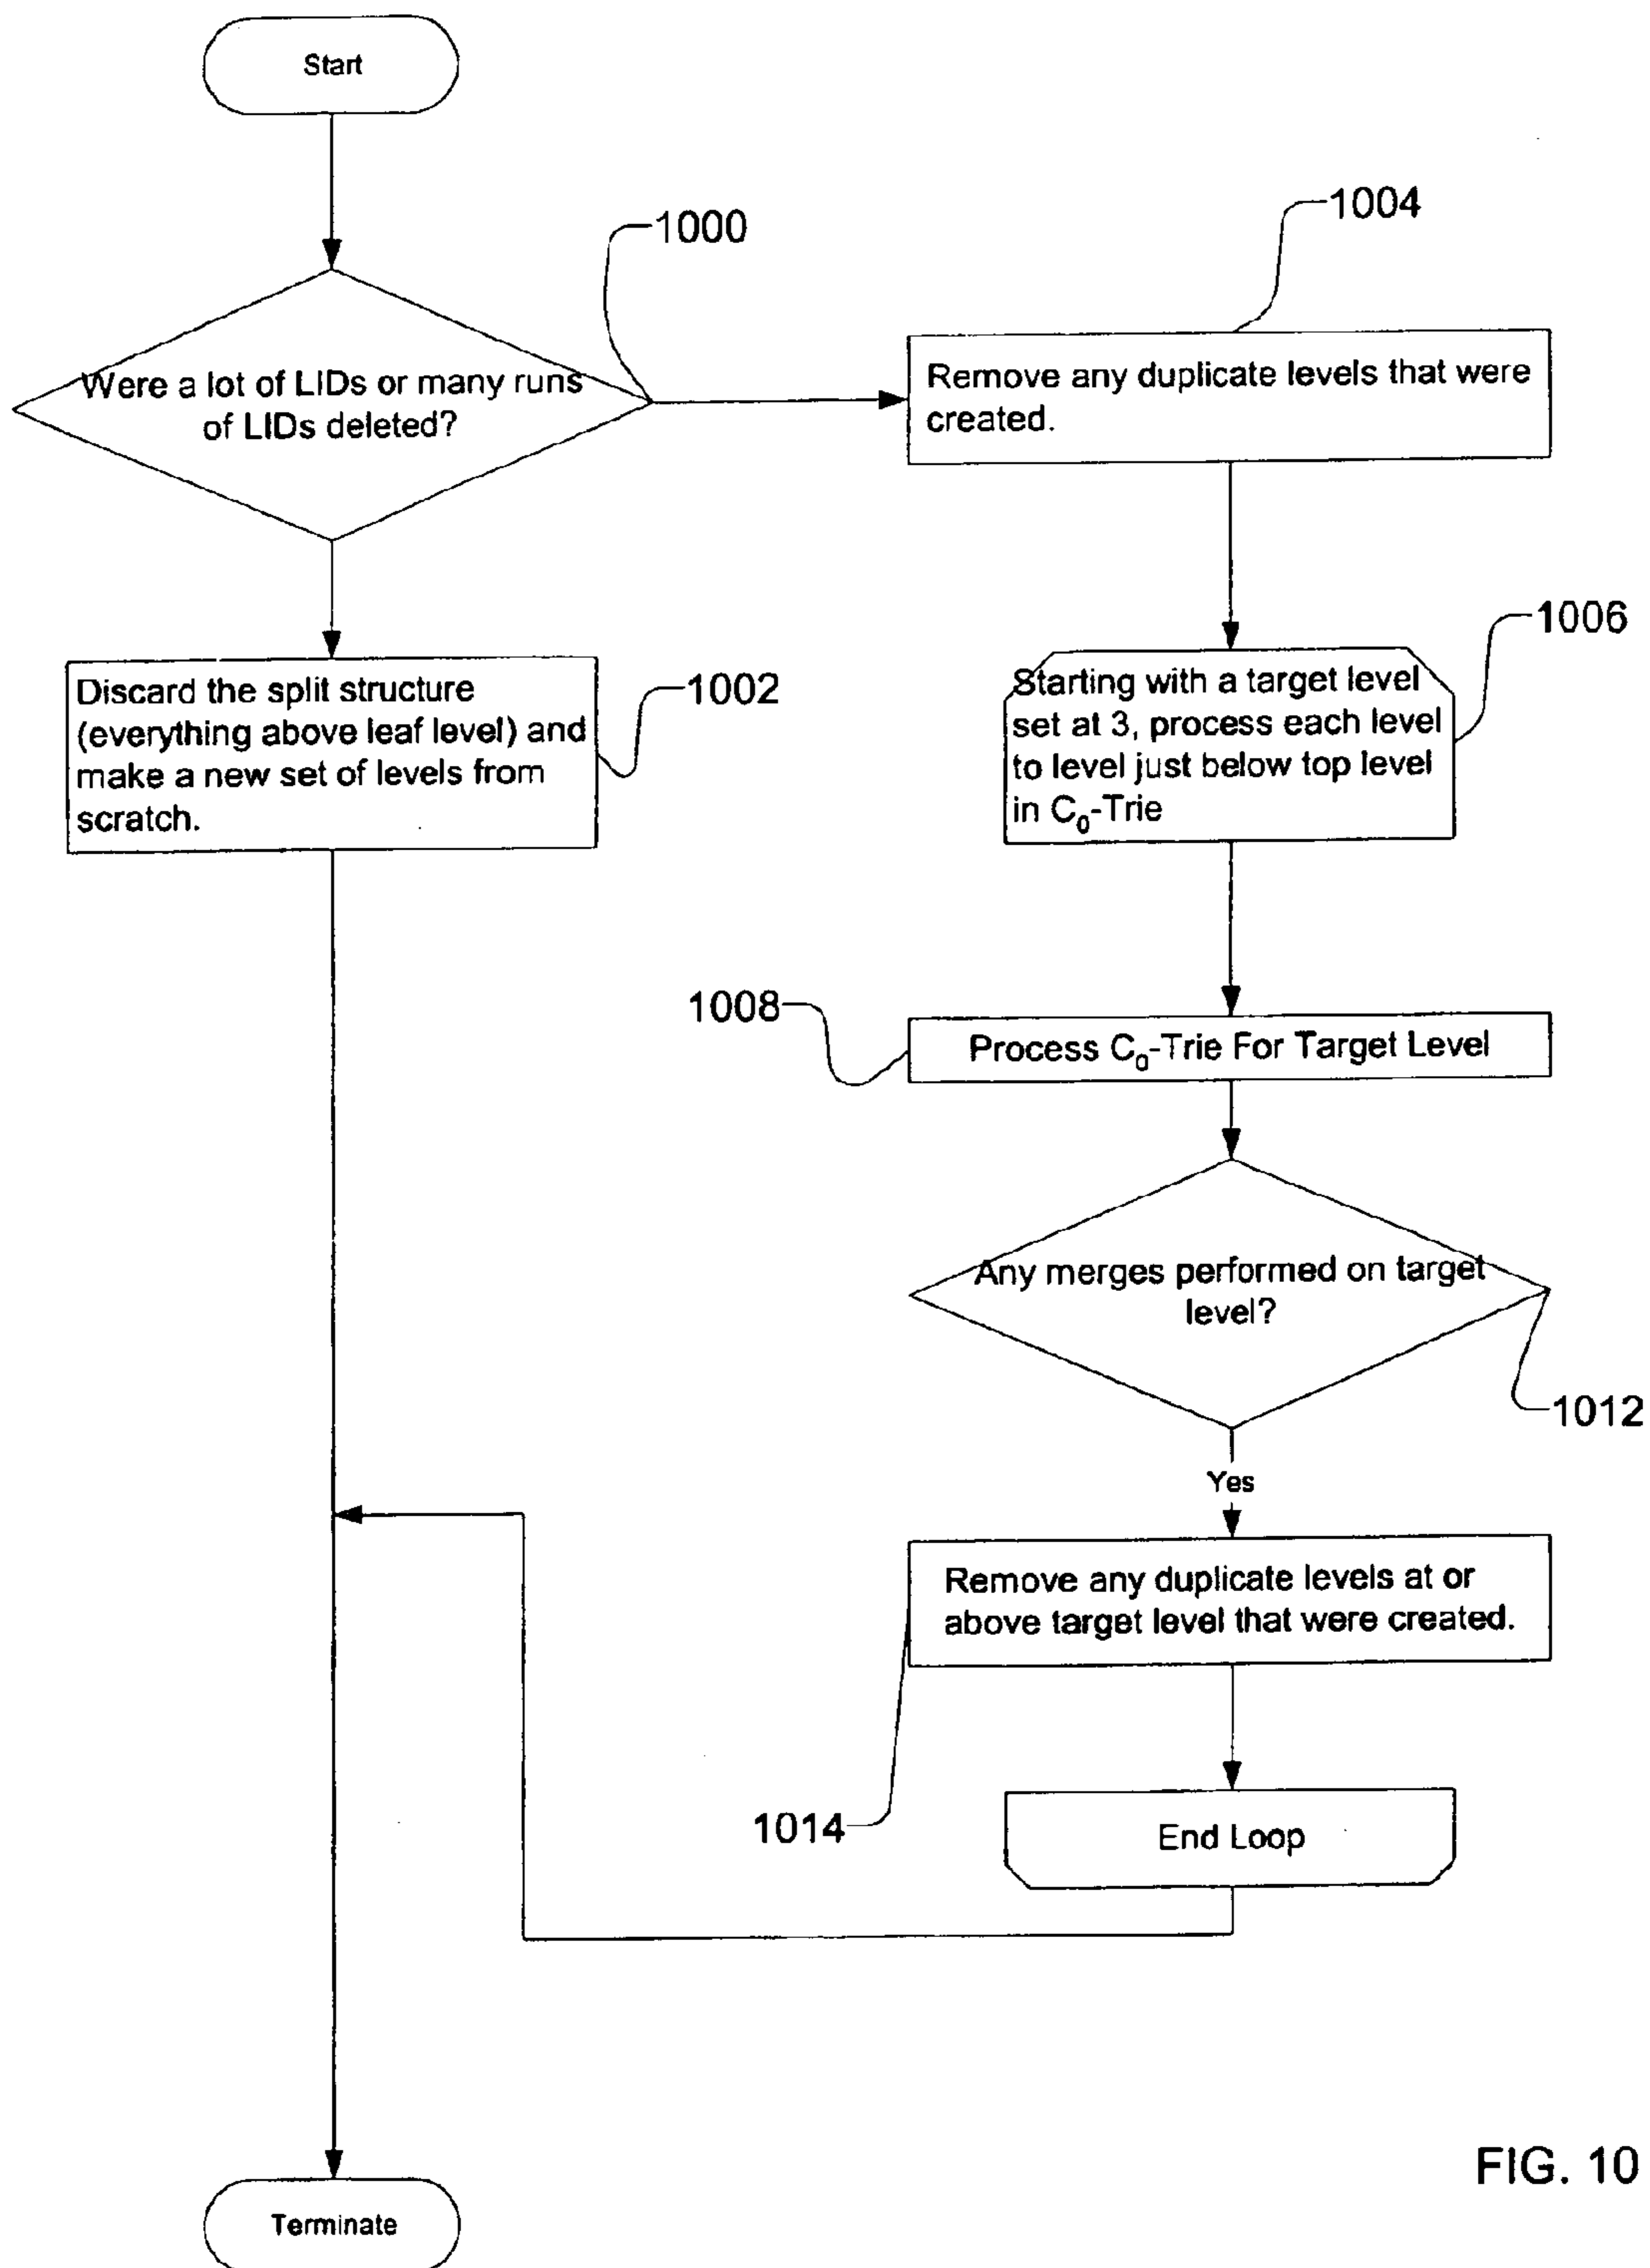 Start
1000
Were a lot of LIDs or many runs
of LIDs deleted?
1004
Remove any duplicate levels that were
created.
Discard the split structure
(everything above leaf level) and
make a new set of levels from
scratch.
1002
1006
Starting with a target level
set at 3, process each level
to level just below top level
in C₀-Trie
1008
Process C₀-Trie For Target Level
Any merges performed on target
level?
1012
Yes
Remove any duplicate levels at or
above target level that were created.
1014
End Loop
Terminate
FIG. 10